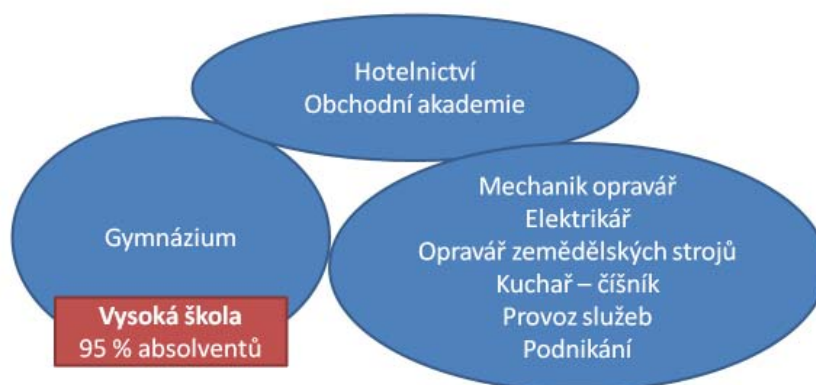 Hotelnictví
Obchodní akademie
Gymnázium
Vysoká škola
95 % absolventů
Mechanik opravář
Elektrikář
Opravář zemědělských strojů
Kuchař – číšník
Provoz služeb
Podnikání